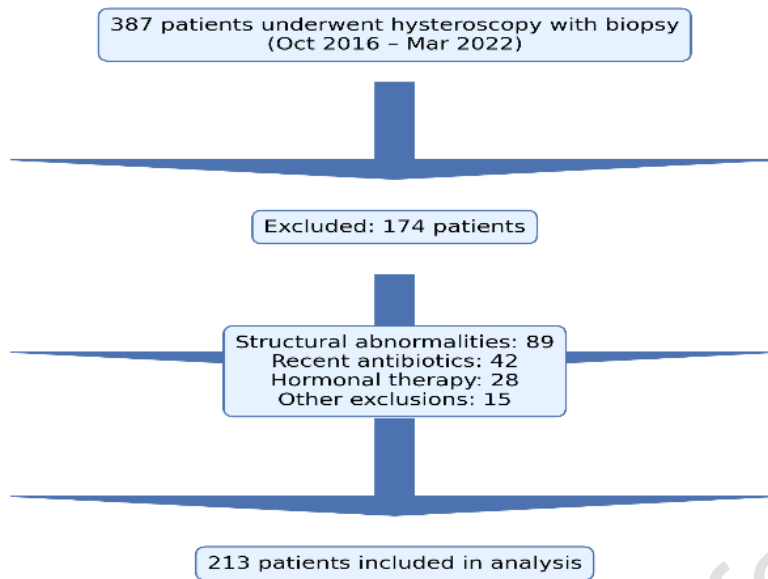 387 patients underwent hysteroscopy with biopsy
(Oct 2016 – Mar 2022)
Excluded: 174 patients
Structural abnormalities: 89
Recent antibiotics: 42
Hormonal therapy: 28
Other exclusions: 15
213 patients included in analysis